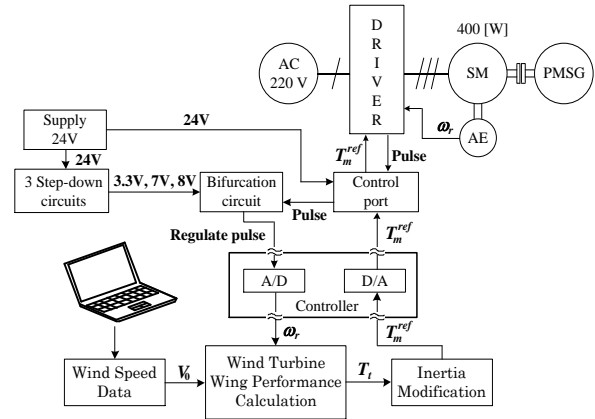 400 [W]
AC
220 V
D
R
I
V
E
R
SM
PMSG
AE
ω_r
Supply
24V
24V
T_m^{ref}
Pulse
24V
3 Step-down
circuits
3.3V, 7V, 8V
Bifurcation
circuit
Pulse
Control
port
Regulate pulse
T_m^{ref}
A/D
D/A
Controller
ω_r
T_m^{ref}
Wind Speed
Data
V_0
Wind Turbine
Wing Performance
Calculation
T_t
Inertia
Modification